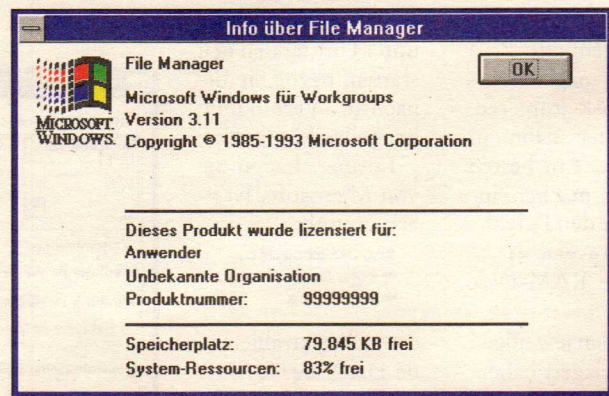 Info über File Manager
File Manager
OK
Microsoft Windows für Workgroups
Version 3.11
MICROSOFT.
WINDOWS.
Copyright © 1985-1993 Microsoft Corporation
Dieses Produkt wurde lizensiert für:
Anwender
Unbekannte Organisation
Produktnummer: 99999999
Speicherplatz: 79.845 KB frei
System-Ressourcen: 83% frei